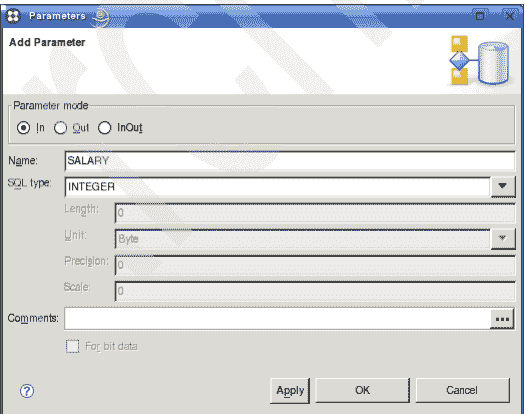 Parameters
Add Parameter
Parameter mode
In Out InOut
Name: SALARY
SQL type: INTEGER
Length: 0
Unit: Byte
Precision: 0
Scale: 0
Comments: ...
For bit data
? Apply OK Cancel